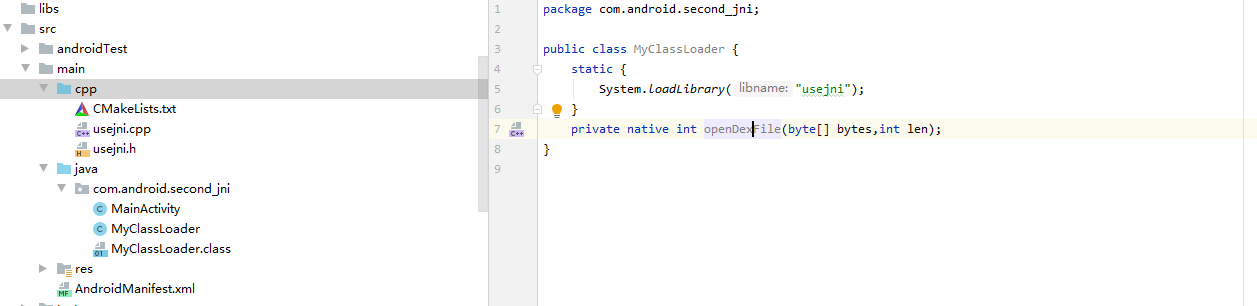 libs
src
androidTest
main
cpp
CMakeLists.txt
C++ usejni.cpp
H usejni.h
java
com.android.second_jni
C MainActivity
C MyClassLoader
01 MyClassLoader.class
res
MF AndroidManifest.xml
1 package com.android.second_jni;
2
3 public class MyClassLoader {
4 static {
5 System.loadLibrary( libname: "usejni");
6 }
7 C++ private native int openDexFile(byte[] bytes,int len);
8 }
9